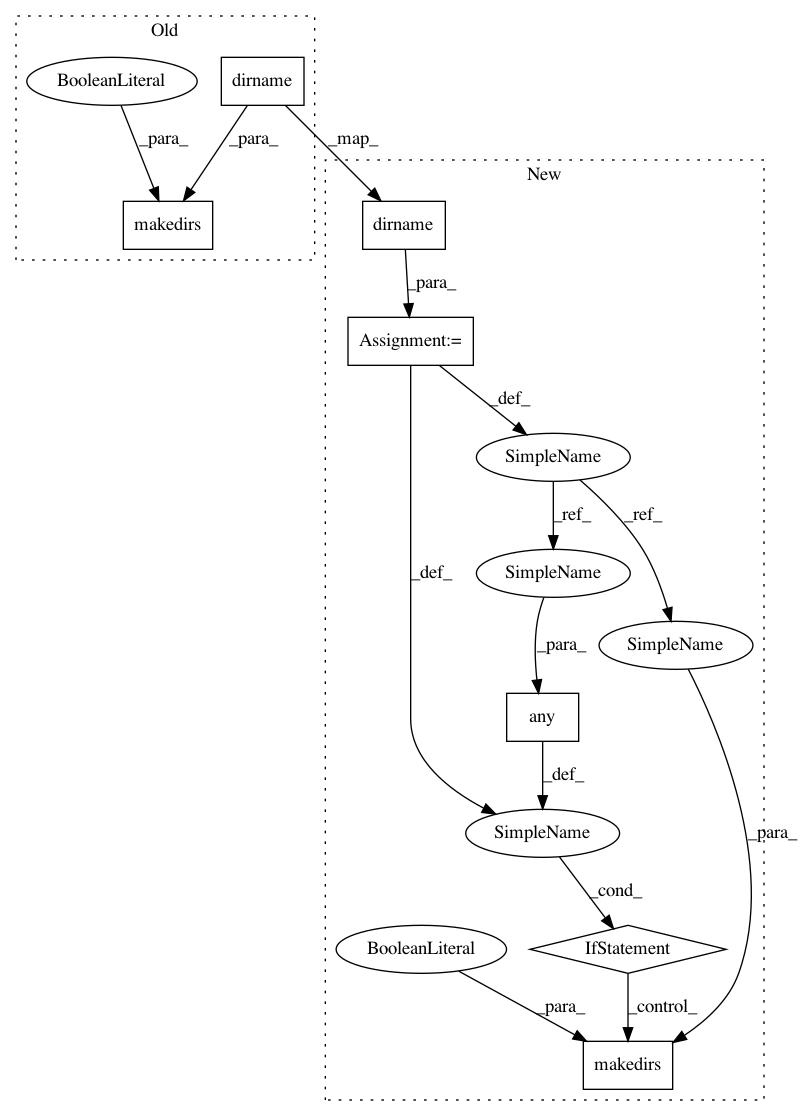 Old
BooleanLiteral
dirname
_para_
_para_
_map_
makedirs
New
dirname
_para_
Assignment:=
_def_
SimpleName
_ref_
_ref_
_def_
SimpleName
SimpleName
_para_
any
_def_
SimpleName
_para_
_cond_
BooleanLiteral
IfStatement
_para_
_control_
makedirs